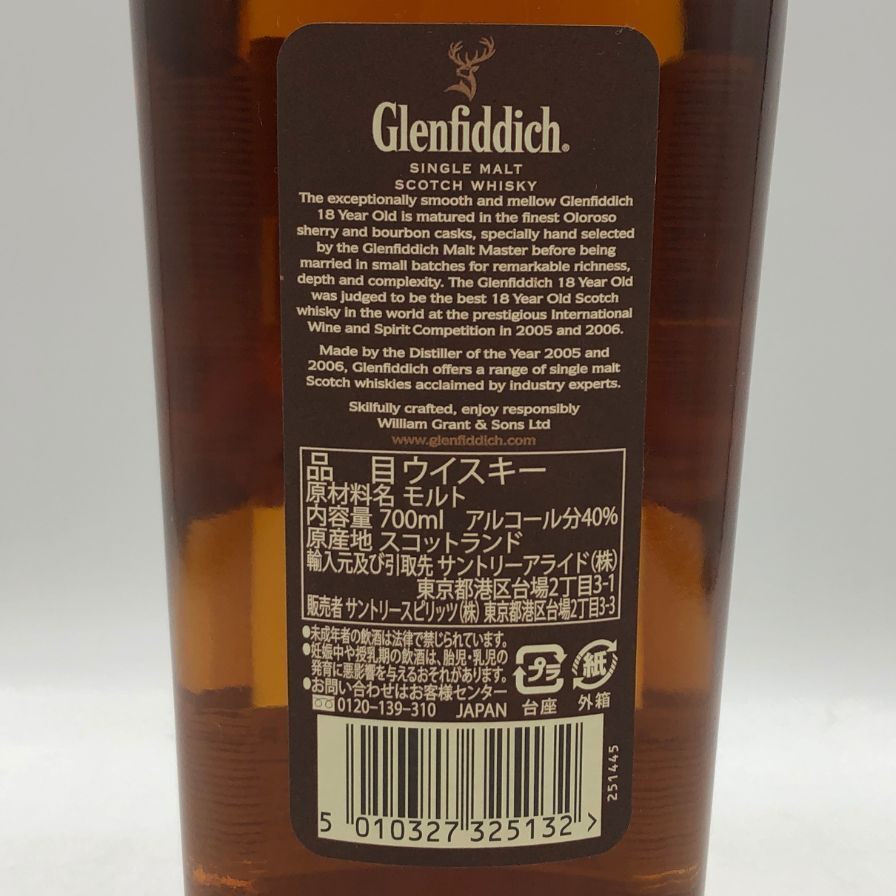 Glenfiddich®
SINGLE MALT
SCOTCH WHISKY
The exceptionally smooth and mellow Glenfiddich
18 Year Old is matured in the finest Oloroso
sherry and bourbon casks, specially hand selected
by the Glenfiddich Malt Master before being
married in small batches for remarkable richness,
depth and complexity. The Glenfiddich 18 Year Old
was judged to be the best 18 Year Old Scotch
whisky in the world at the prestigious International
Wine and Spirit Competition in 2005 and 2006.
Made by the Distiller of the Year 2005 and
2006, Glenfiddich offers a range of single malt
Scotch whiskies acclaimed by industry experts.
Skilfully crafted, enjoy responsibly
William Grant & Sons Ltd
www.glenfiddich.com
品 目 ウイスキー
原材料名 モルト
内容量 700ml アルコール分40%
原産地 スコットランド
輸入元及び引取先 サントリーアライド(株)
東京都港区台場2丁目3-1
販売者 サントリースピリッツ(株) 東京都港区台場2丁目3-3
●未成年者の飲酒は法律で禁じられています。
●妊娠中や授乳期の飲酒は、胎児・乳児の
発育に悪影響を与えるおそれがあります。
●お問い合わせはお客様センター
0120-139-310 JAPAN
プラ
台座
紙
外箱
251445
5 010327 325132 >